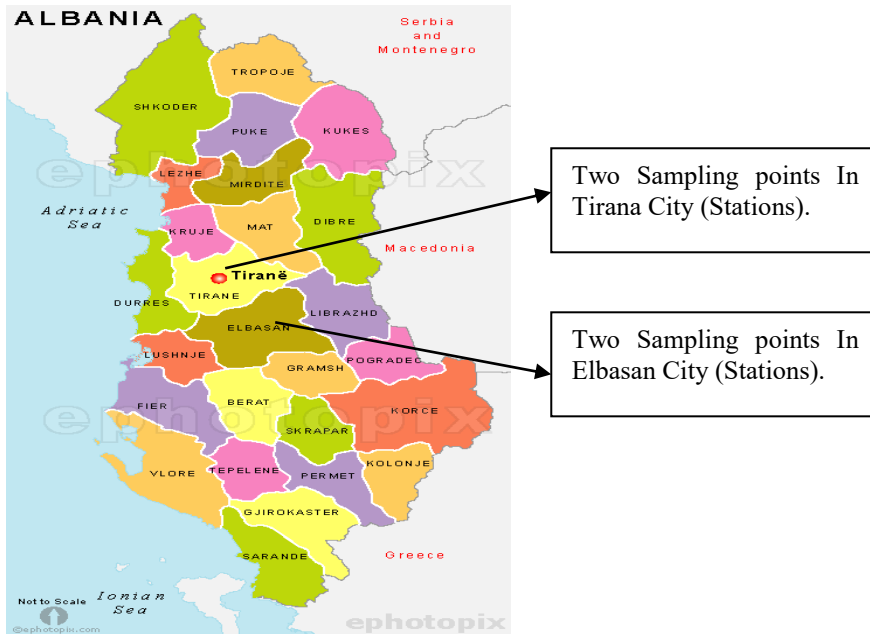 ALBANIA
Serbia
and
Montenegro
TROPOJE
SHKODER
PUKE
KUKES
ephotopix
LEZHE
MIRDITE
Adriatic
Sea
KRUJE
MAT
DIBRE
Macedonia
Tiranë
TIRANE
DURRES
LIBRAZHD
ELBASAN
LUSHNJE
POGRADEC
GRAMSH
FIER
BERAT
KORCE
ephotopix
SKRAPAR
VLORE
TEPELENE
PERMET
KOLONJE
GJIROKASTER
SARANDE
Greece
Not to Scale
Ionian
Sea
©ephotopix.com
ephotopix
Two Sampling points In
Tirana City (Stations).
Two Sampling points In
Elbasan City (Stations).